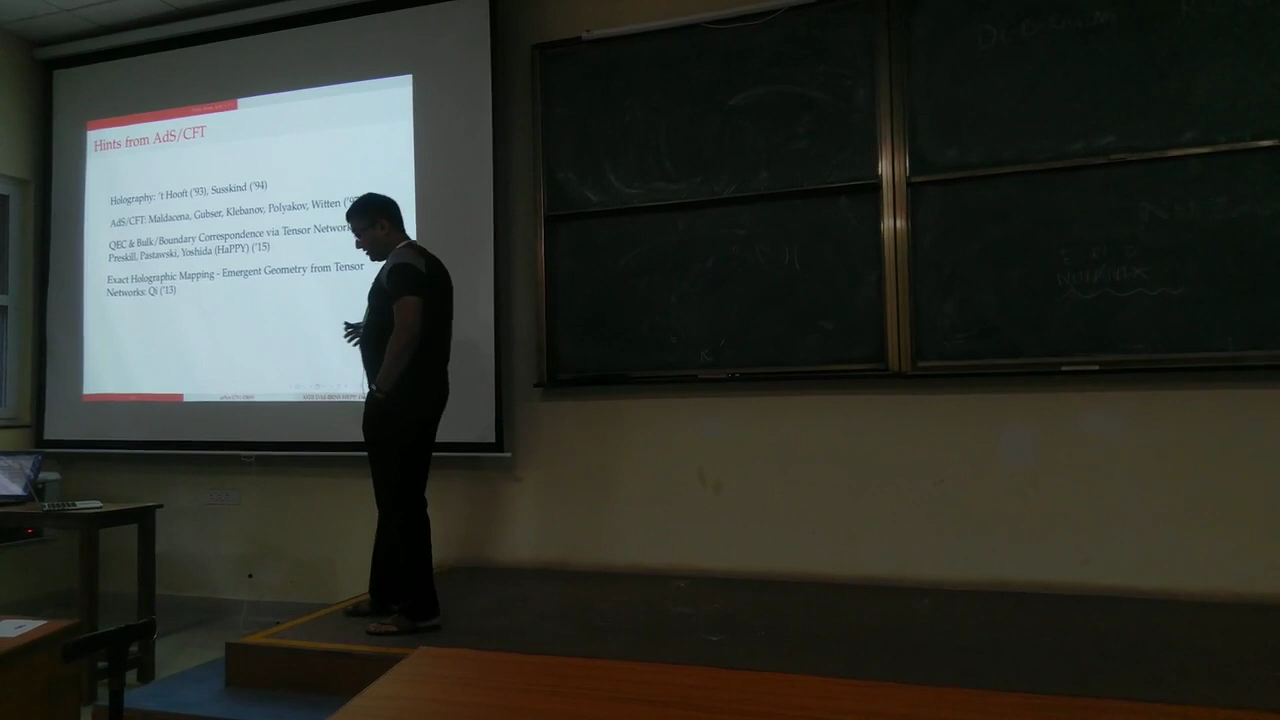 Hints from AdS/CFT
Holography: 't Hooft ('93), Susskind ('94)
AdS/CFT: Maldacena, Gubser, Klebanov, Polyakov, Witten
QEC & Bulk/Boundary Correspondence via Tensor
Preskill, Pastawski, Yoshida (HaPPY) ('15)
Exact Holographic Mapping - Emergent Geometry from Tensor
Networks: Qi ('13)